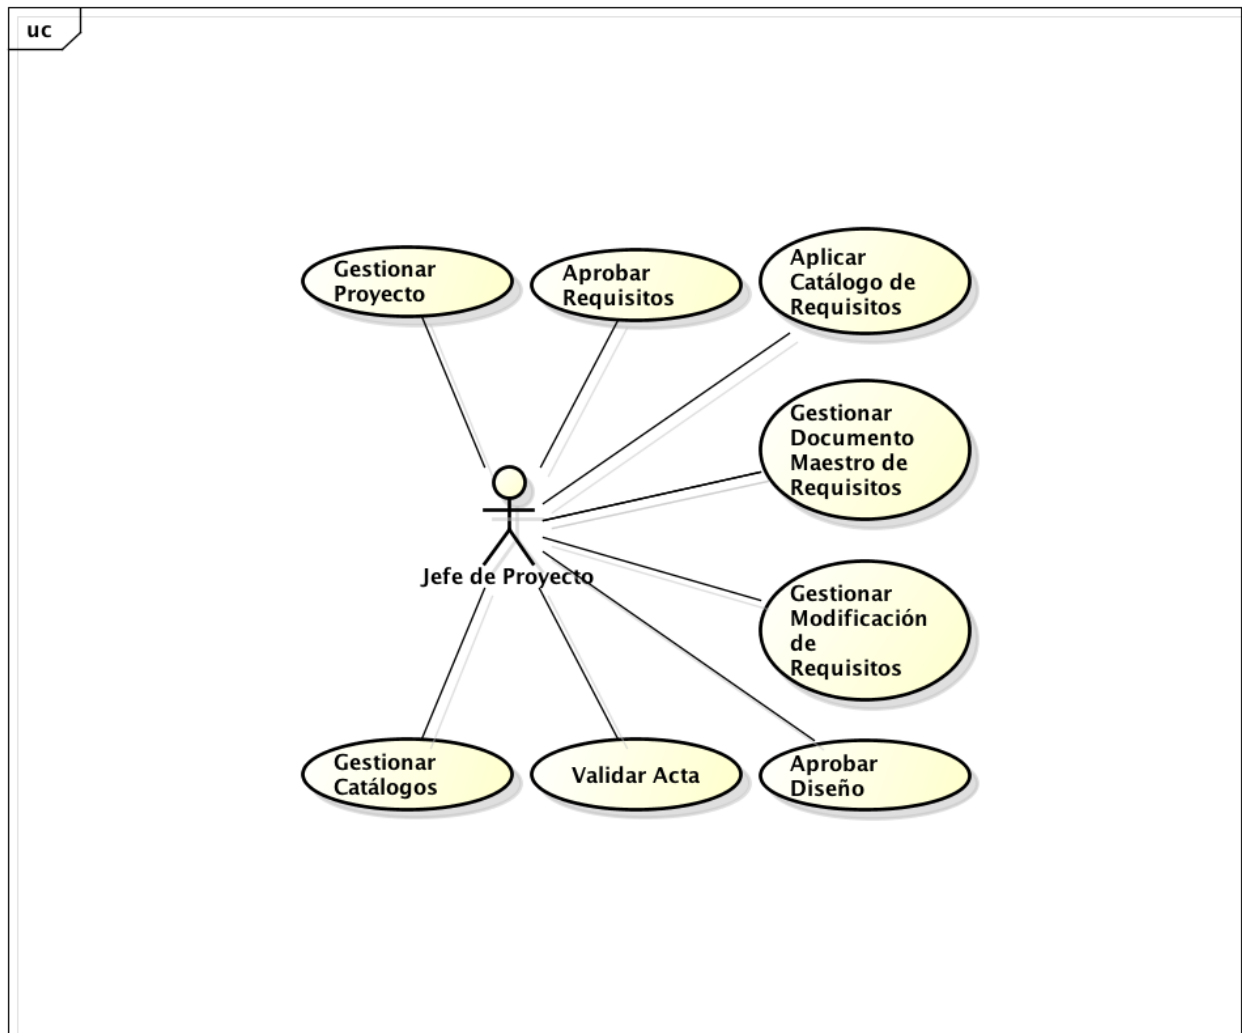 uc
Gestionar
Proyecto
Aprobar
Requisitos
Aplicar
Catálogo de
Requisitos
Gestionar
Documento
Maestro de
Requisitos
Jefe de Proyecto
Gestionar
Modificación
de
Requisitos
Gestionar
Catálogos
Validar Acta
Aprobar
Diseño